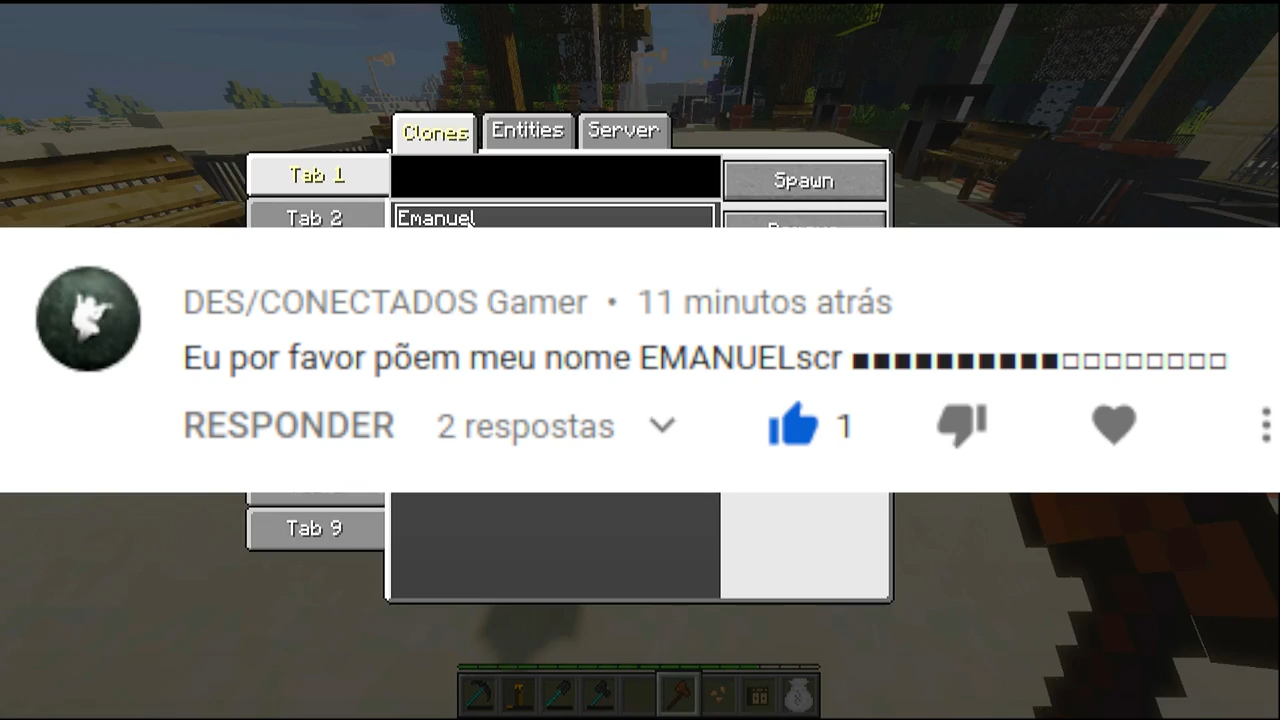 Clones Entities Server
Tab 1
Spawn
Tab 2
Emanuel
DES/CONECTADOS Gamer • 11 minutos atrás
Eu por favor põem meu nome EMANUELscr ■■■■■■■■■■□□□□□□□□
RESPONDER 2 respostas 1
Tab 9